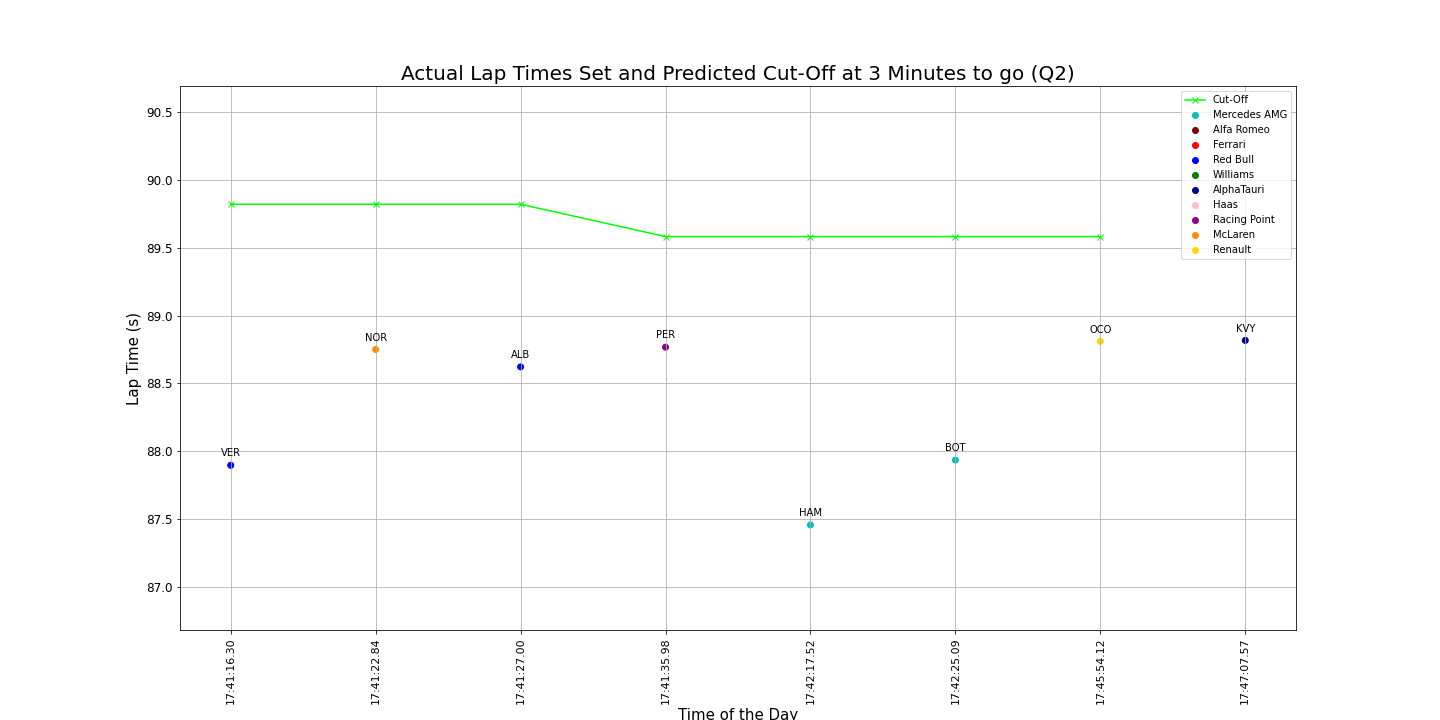 Actual Lap Times Set and Predicted Cut-Off at 3 Minutes to go (Q2)
Cut-Off
Mercedes AMG
Alfa Romeo
Ferrari
Red Bull
Williams
AlphaTauri
Haas
Racing Point
McLaren
Renault
90.5
90.0
89.5
89.0
88.5
88.0
87.5
87.0
Lap Time (s)
VER
NOR
ALB
PER
HAM
BOT
OCO
KVY
17:41:16.30
17:41:22.84
17:41:27.00
17:41:35.98
17:42:17.52
17:42:25.09
17:45:54.12
17:47:07.57
Time of the Day